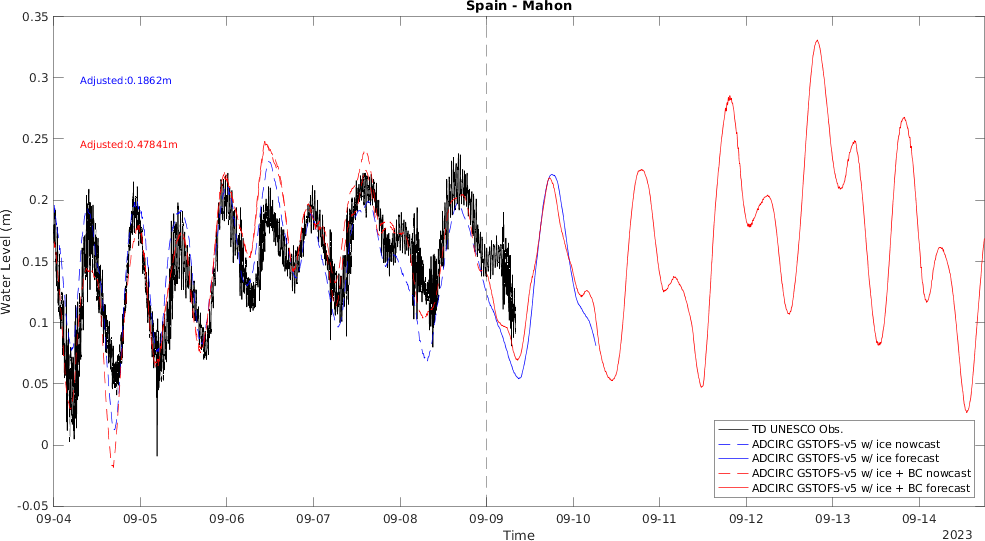 Spain - Mahon
0.35
0.3
0.25
0.2
0.15
0.1
0.05
0
-0.05
Water Level (m)
Adjusted:0.1862m
Adjusted:0.47841m
TD UNESCO Obs.
ADCIRC GSTOFS-v5 w/ ice nowcast
ADCIRC GSTOFS-v5 w/ ice forecast
ADCIRC GSTOFS-v5 w/ ice + BC nowcast
ADCIRC GSTOFS-v5 w/ ice + BC forecast
09-04 09-05 09-06 09-07 09-08 09-09 09-10 09-11 09-12 09-13 09-14
Time
2023